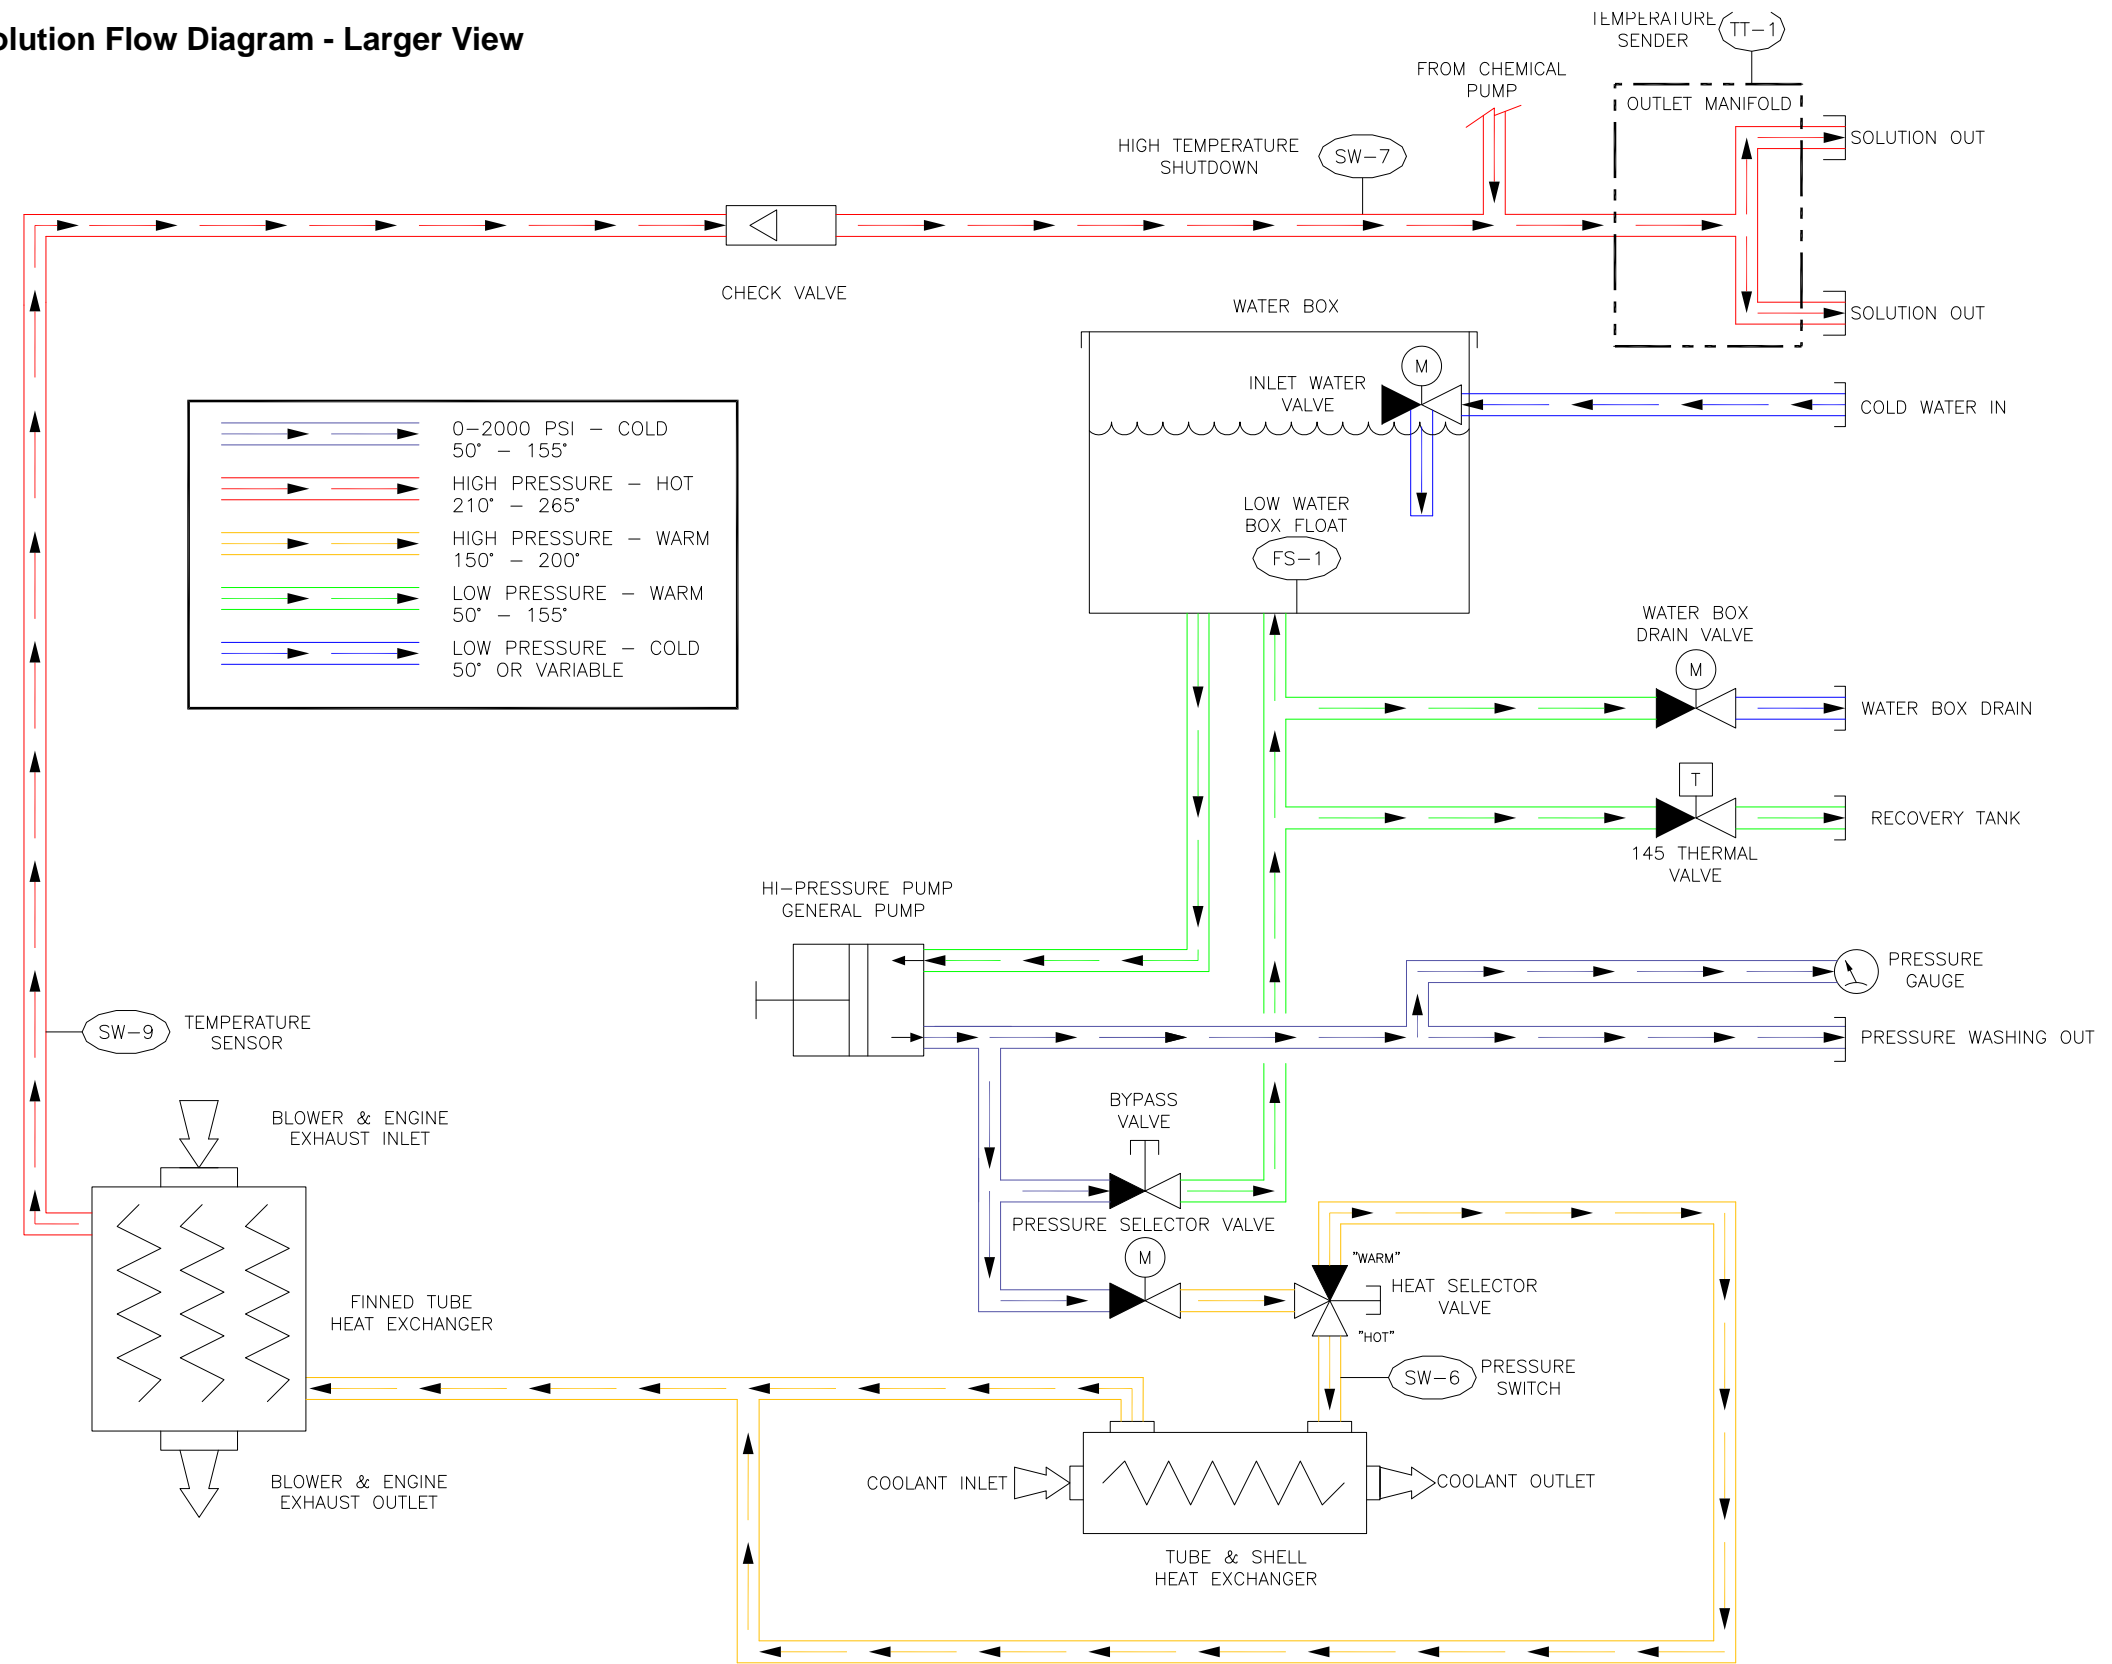 olution Flow Diagram - Larger View
TEMPERATURE
SENDER
TT-1
FROM CHEMICAL
PUMP
OUTLET MANIFOLD
SOLUTION OUT
HIGH TEMPERATURE
SHUTDOWN
SW-7
CHECK VALVE
WATER BOX
SOLUTION OUT
M
INLET WATER
VALVE
COLD WATER IN
0-2000 PSI - COLD
50° - 155°
HIGH PRESSURE - HOT
210° - 265°
HIGH PRESSURE - WARM
150° - 200°
LOW PRESSURE - WARM
50° - 155°
LOW PRESSURE - COLD
50° OR VARIABLE
LOW WATER
BOX FLOAT
FS-1
WATER BOX
DRAIN VALVE
M
WATER BOX DRAIN
T
RECOVERY TANK
145 THERMAL
VALVE
HI-PRESSURE PUMP
GENERAL PUMP
PRESSURE
GAUGE
PRESSURE WASHING OUT
SW-9
TEMPERATURE
SENSOR
BLOWER & ENGINE
EXHAUST INLET
BYPASS
VALVE
PRESSURE SELECTOR VALVE
M
"WARM"
HEAT SELECTOR
VALVE
"HOT"
FINNED TUBE
HEAT EXCHANGER
SW-6
PRESSURE
SWITCH
BLOWER & ENGINE
EXHAUST OUTLET
COOLANT INLET
COOLANT OUTLET
TUBE & SHELL
HEAT EXCHANGER